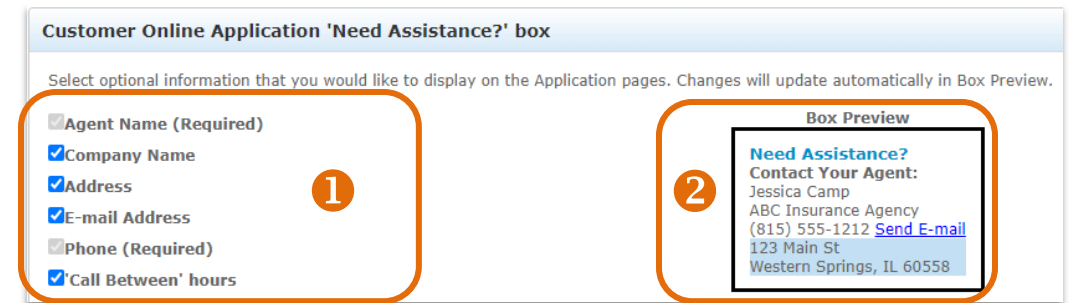 Customer Online Application 'Need Assistance?' box
Select optional information that you would like to display on the Application pages. Changes will update automatically in Box Preview.
Agent Name (Required)
Company Name
Address
E-mail Address
Phone (Required)
'Call Between' hours
1
Box Preview
2
Need Assistance?
Contact Your Agent:
Jessica Camp
ABC Insurance Agency
(815) 555-1212 Send E-mail
123 Main St
Western Springs, IL 60558